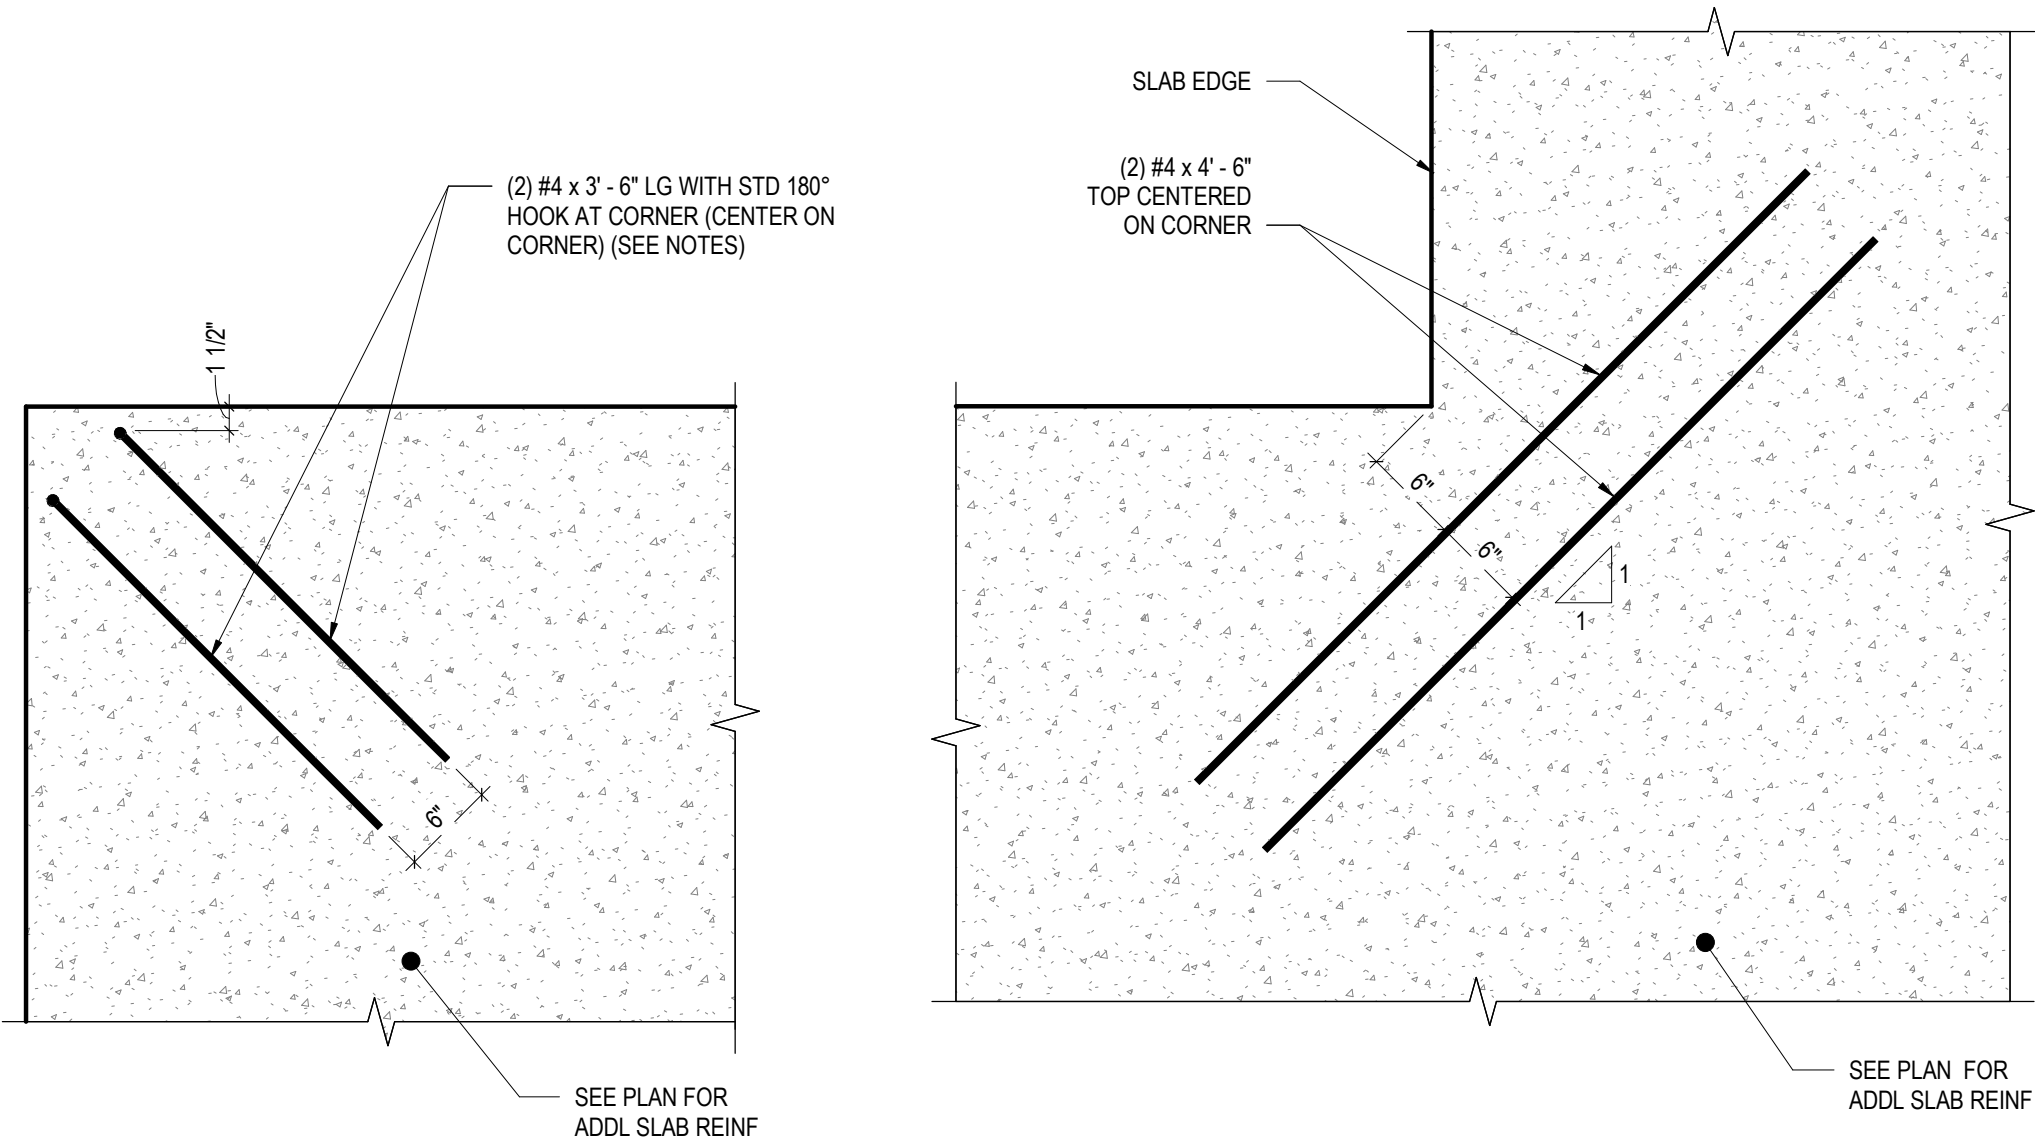 (2) #4 x 3' - 6" LG WITH STD 180°
HOOK AT CORNER (CENTER ON
CORNER) (SEE NOTES)
1 1/2"
6"
SEE PLAN FOR
ADDL SLAB REINF
SLAB EDGE
(2) #4 x 4' - 6"
TOP CENTERED
ON CORNER
6"
6"
1
1
SEE PLAN  FOR
ADDL SLAB REINF